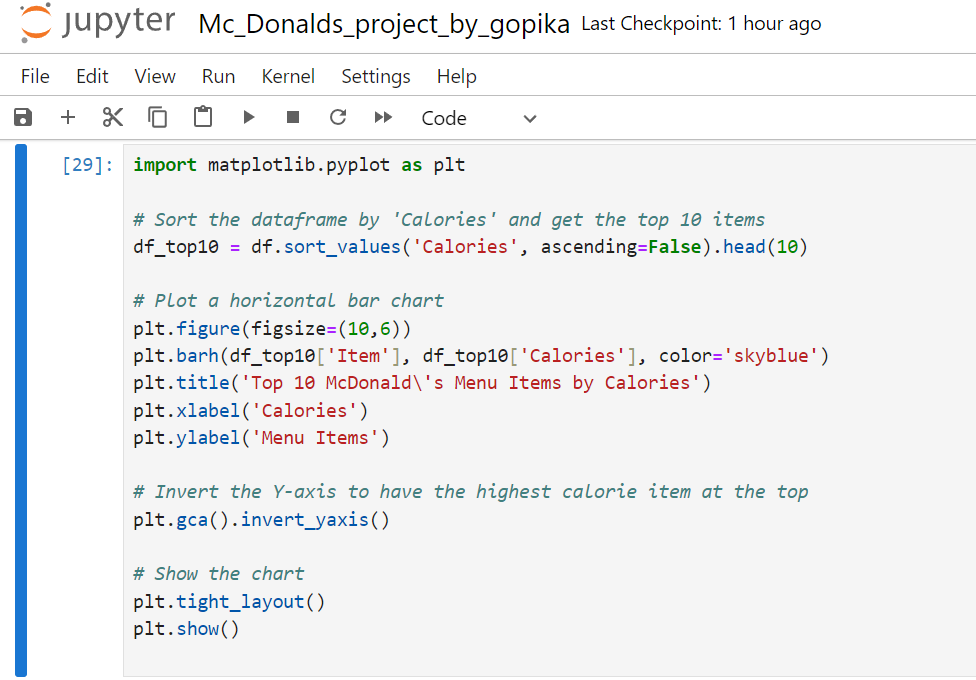 jupyter Mc_Donalds_project_by_gopika Last Checkpoint: 1 hour ago
File Edit View Run Kernel Settings Help
Code
[29]: import matplotlib.pyplot as plt
# Sort the dataframe by 'Calories' and get the top 10 items
df_top10 = df.sort_values('Calories', ascending=False).head(10)
# Plot a horizontal bar chart
plt.figure(figsize=(10,6))
plt.barh(df_top10['Item'], df_top10['Calories'], color='skyblue')
plt.title('Top 10 McDonald\'s Menu Items by Calories')
plt.xlabel('Calories')
plt.ylabel('Menu Items')
# Invert the Y-axis to have the highest calorie item at the top
plt.gca().invert_yaxis()
# Show the chart
plt.tight_layout()
plt.show()